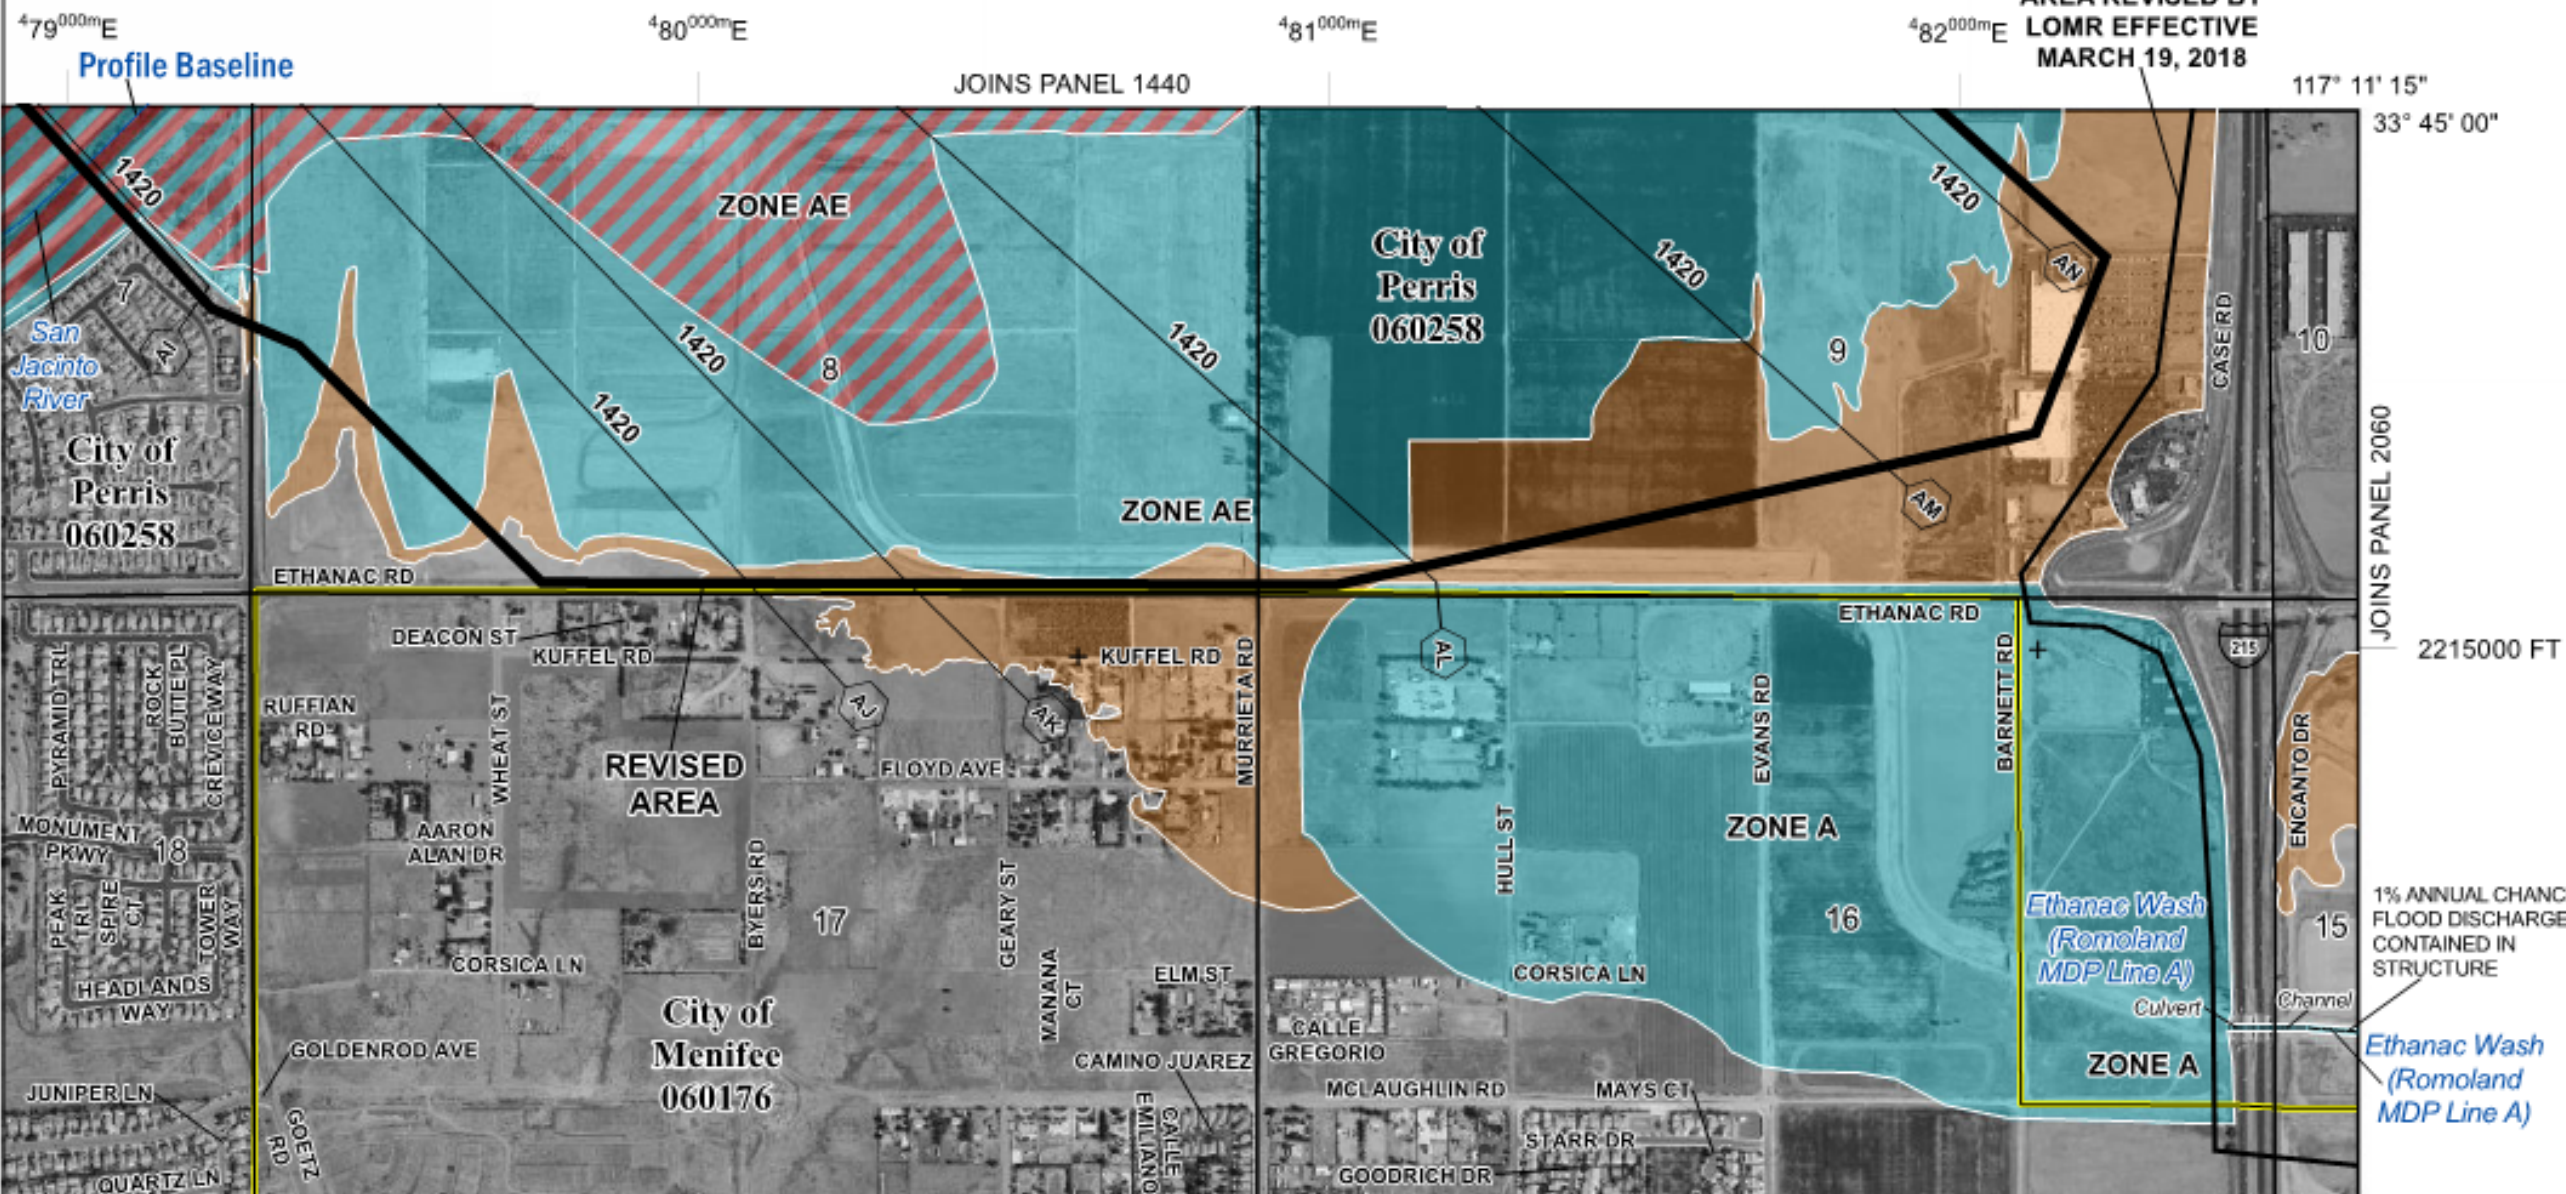 479000mE
480000mE
481000mE
482000mE
AREA REVISED BY
LOMR EFFECTIVE
MARCH 19, 2018
Profile Baseline
JOINS PANEL 1440
117° 11' 15"
33° 45' 00"
1420
ZONE AE
1420
AN
City of
Perris
060258
1420
7
San
Jacinto
River
AI
1420
1420
8
9
CASE RD
10
1420
City of
Perris
060258
ZONE AE
AM
JOINS PANEL 2060
ETHANAC RD
ETHANAC RD
DEACON ST
KUFFEL RD
KUFFEL RD
AL
215
2215000 FT
PYRAMID TRL
ROCK
BUTTE PL
CREVICEWAY
RUFFIAN
RD
WHEAT ST
AJ
AK
MURRIETA RD
EVANS RD
BARNETT RD
ENCANTO DR
REVISED
AREA
FLOYD AVE
MONUMENT
PKWY
18
AARON
ALAN DR
BYERS RD
GEARY ST
HULL ST
ZONE A
PEAK
TRL
SPIRE
CT
TOWER
WAY
17
16
Ethanac Wash
(Romoland
MDP Line A)
15
1% ANNUAL CHANC
FLOOD DISCHARGE
CONTAINED IN
STRUCTURE
CORSICA LN
ELM ST
CORSICA LN
HEADLANDS
WAY
MANANA
CT
City of
Menifee
060176
Culvert
Channel
CALLE
GREGORIO
GOLDENROD AVE
CAMINO JUAREZ
ZONE A
Ethanac Wash
(Romoland
MDP Line A)
JUNIPER LN
MCLAUGHLIN RD
MAYS CT
GOETZ
RD
CALLE
EMILIANO
STARR DR
GOODRICH DR
QUARTZ LN